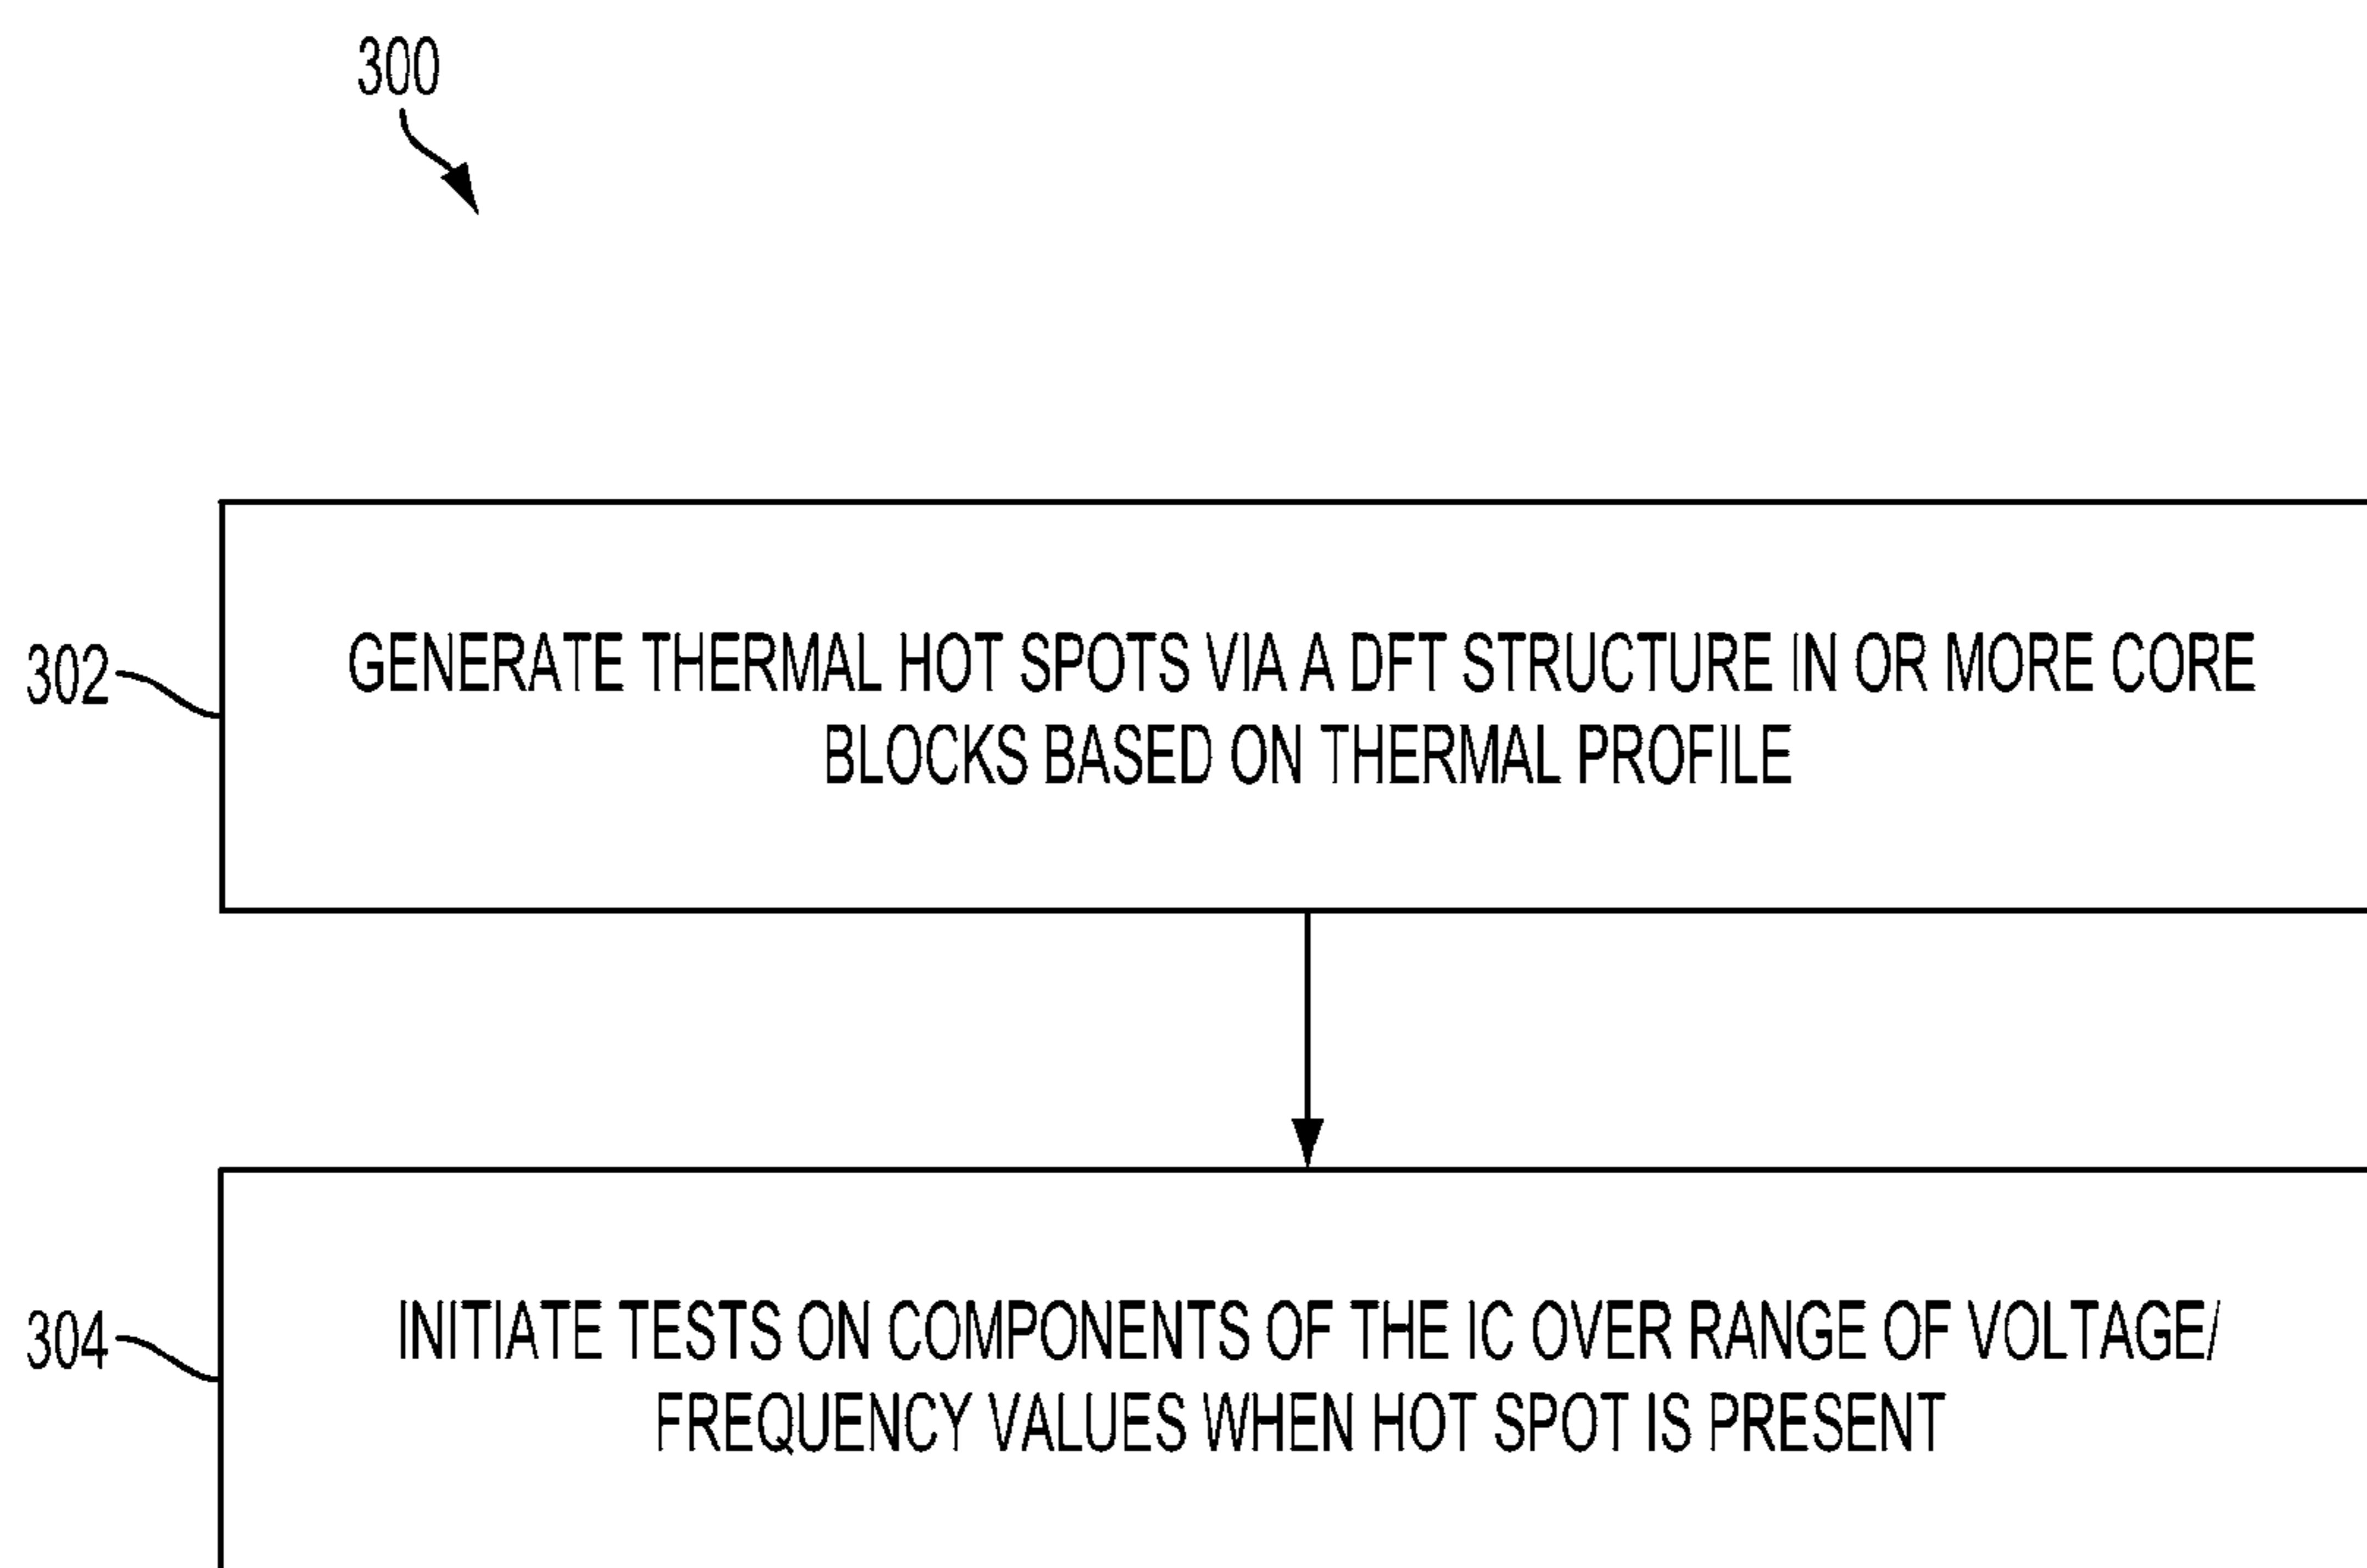 300
302
GENERATE THERMAL HOT SPOTS VIA A DFT STRUCTURE IN OR MORE CORE
BLOCKS BASED ON THERMAL PROFILE
304
INITIATE TESTS ON COMPONENTS OF THE IC OVER RANGE OF VOLTAGE/
FREQUENCY VALUES WHEN HOT SPOT IS PRESENT